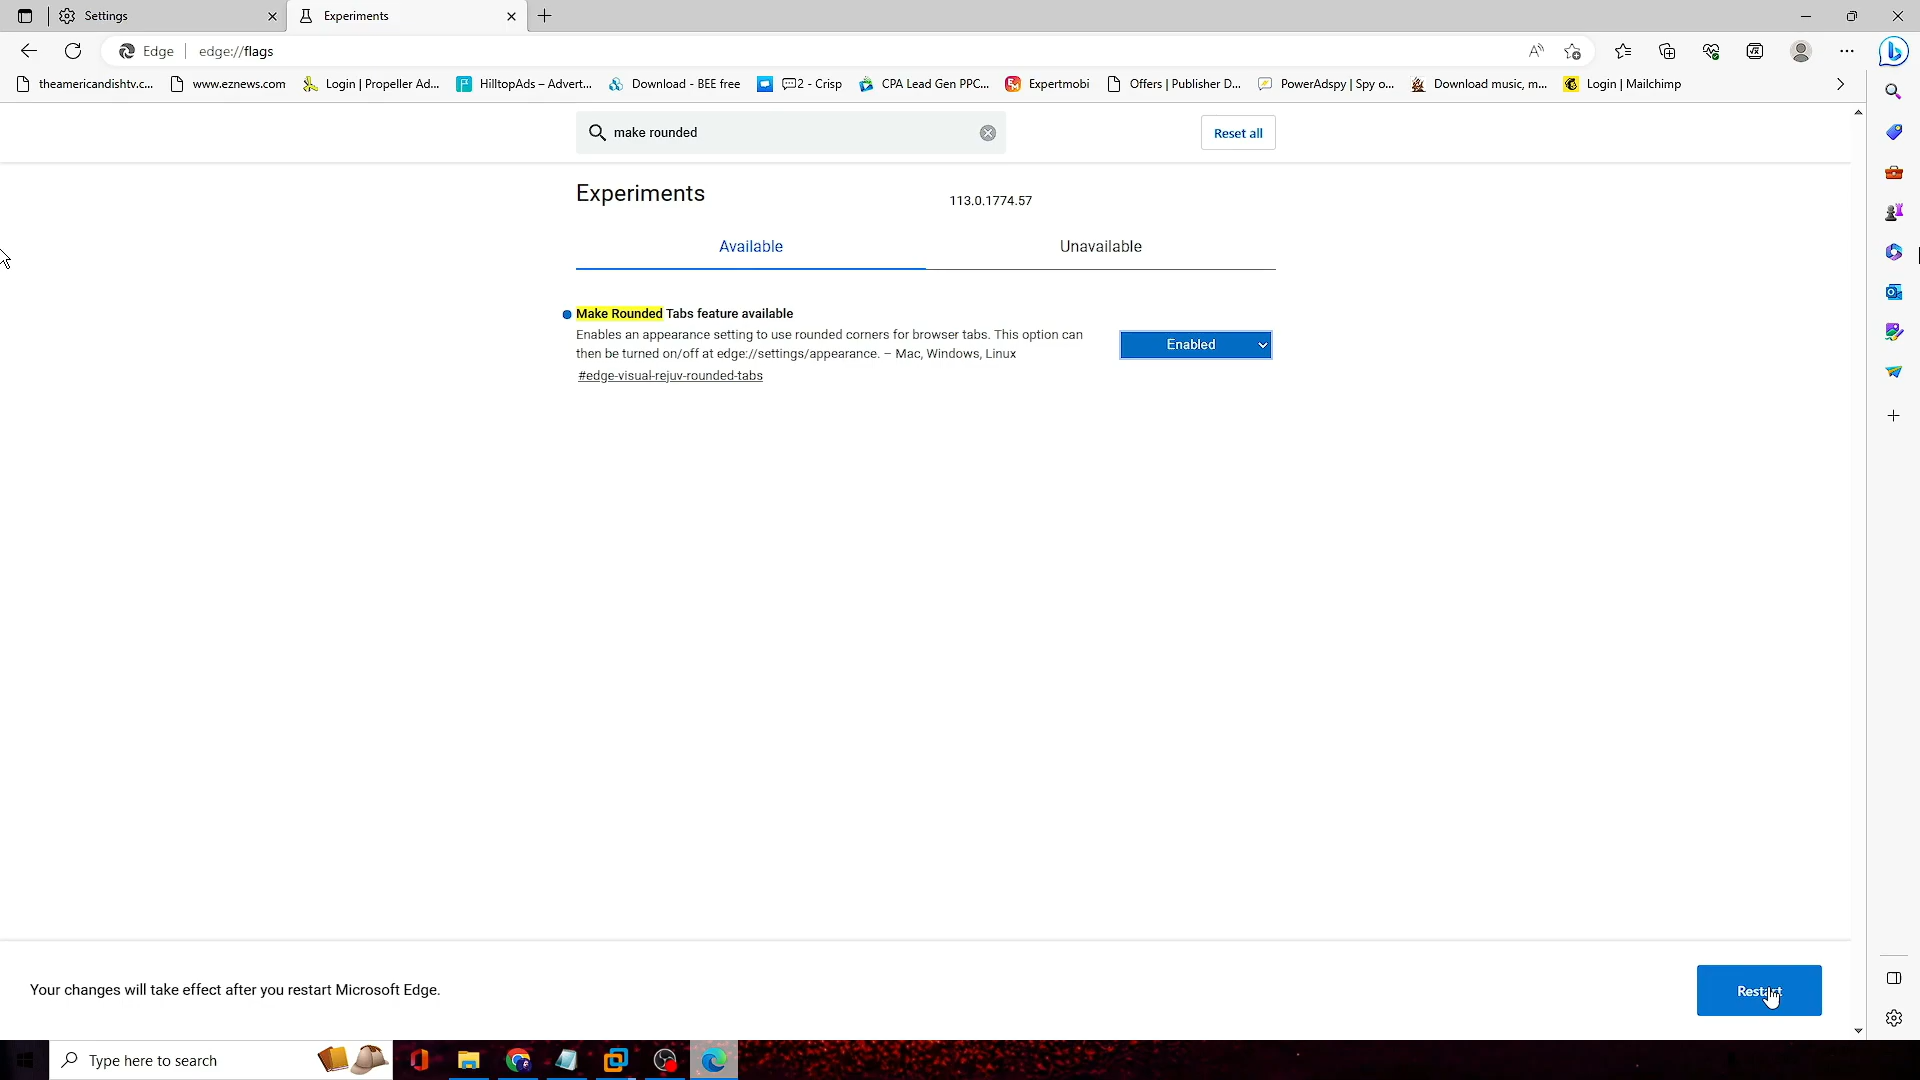 Settings
Experiments
Edge
edge://flags
theamericandishtv.c...
www.eznews.com
Login | Propeller Ad...
HilltopAds – Advert...
Download - BEE free
2 - Crisp
CPA Lead Gen PPC...
Expertmobi
Offers | Publisher D...
PowerAdspy | Spy o...
Download music, m...
Login | Mailchimp
make rounded
Reset all
Experiments
113.0.1774.57
Available
Unavailable
Make Rounded Tabs feature available
Enables an appearance setting to use rounded corners for browser tabs. This option can
then be turned on/off at edge://settings/appearance. – Mac, Windows, Linux
#edge-visual-rejuv-rounded-tabs
Enabled
Your changes will take effect after you restart Microsoft Edge.
Restart
Type here to search